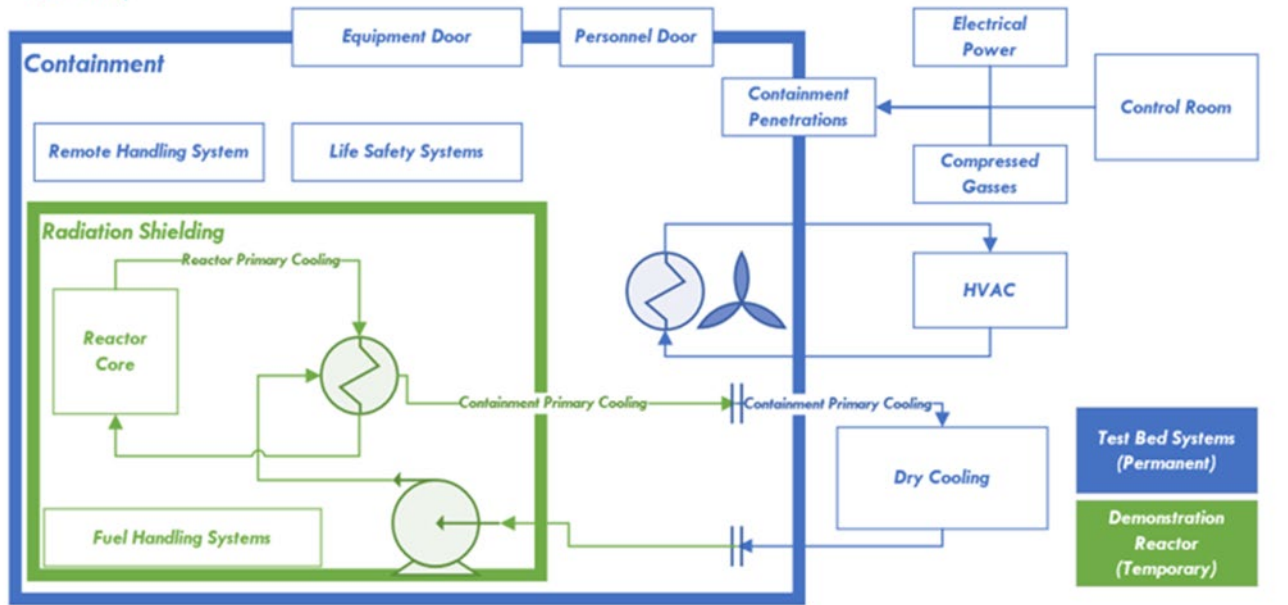 Equipment Door
Personnel Door
Electrical
Power
Containment
Containment
Penetrations
Control Room
Remote Handling System
Life Safety Systems
Compressed
Gasses
Radiation Shielding
Reactor Primary Cooling
HVAC
Reactor
Core
Containment Primary Cooling
Containment Primary Cooling
Test Bed Systems
(Permanent)
Dry Cooling
Demonstration
Reactor
(Temporary)
Fuel Handling Systems